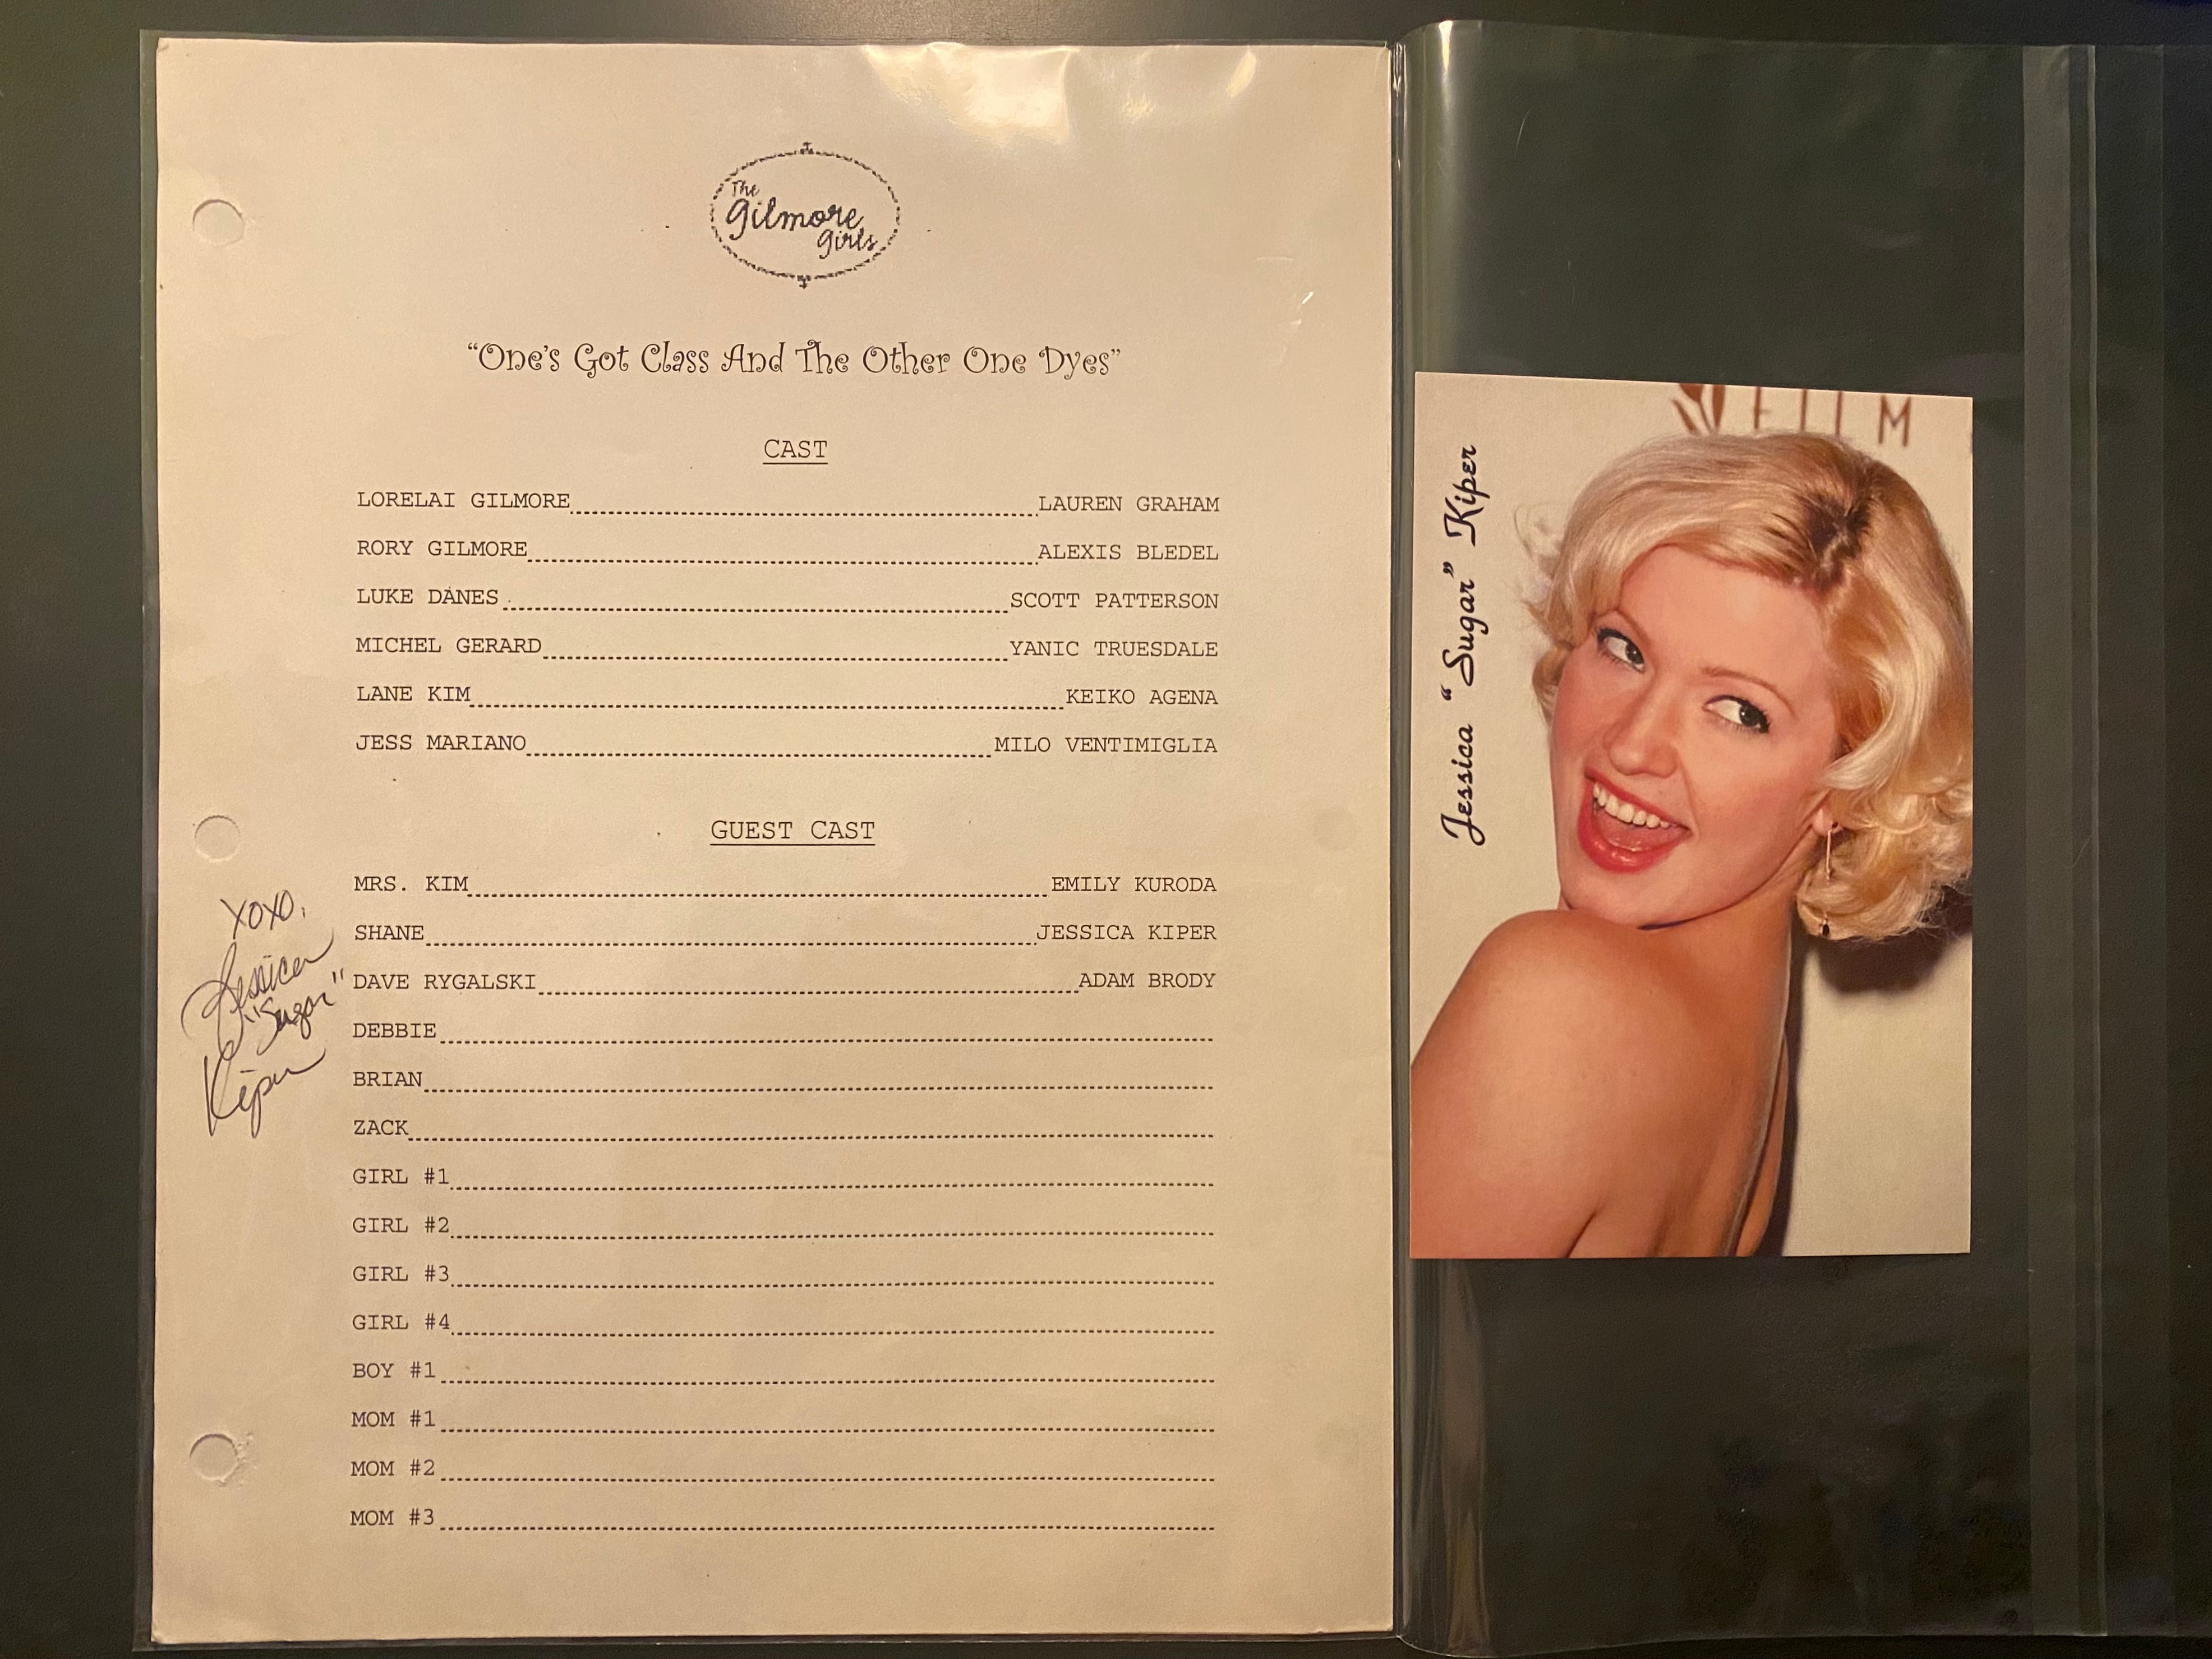 The
gilmore
girls
“One’s Got Class And The Other One Dyes”
CAST
LORELAI GILMORE LAUREN GRAHAM
RORY GILMORE ALEXIS BLEDEL
LUKE DANES SCOTT PATTERSON
MICHEL GERARD YANIC TRUESDALE
LANE KIM KEIKO AGENA
JESS MARIANO MILO VENTIMIGLIA
GUEST CAST
MRS. KIM EMILY KURODA
SHANE JESSICA KIPER
DAVE RYGALSKI ADAM BRODY
DEBBIE
BRIAN
ZACK
GIRL #1
GIRL #2
GIRL #3
GIRL #4
BOY #1
MOM #1
MOM #2
MOM #3
XOXO,
Jessica
"Sugar"
Kiper
FILM
Jessica “Sugar” Kiper